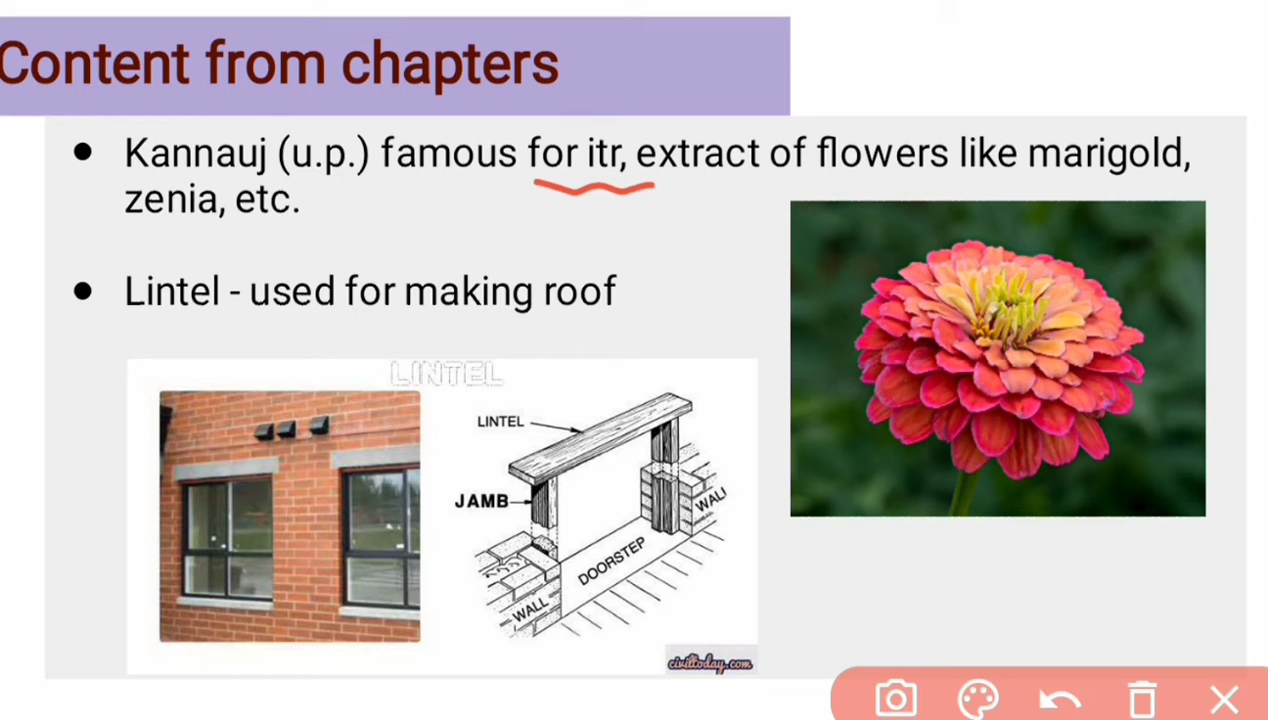 Content from chapters
● Kannauj (u.p.) famous for itr, extract of flowers like marigold,
zenia, etc.
● Lintel - used for making roof
LINTEL
LINTEL
JAMB
WALL
DOORSTEP
WALL
civiltoday.com